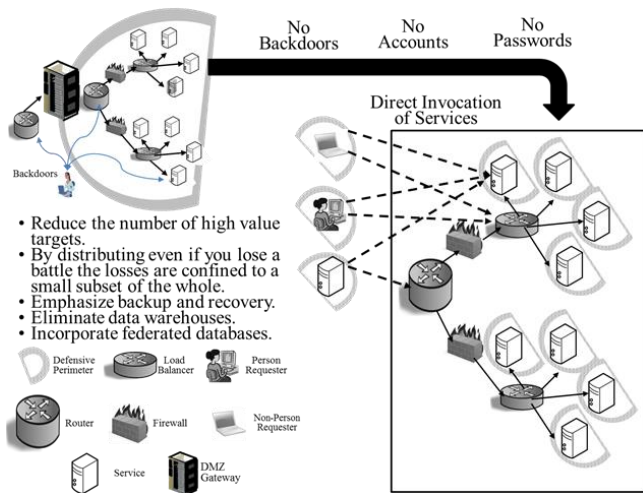 No
Backdoors
No
Accounts
No
Passwords
Direct Invocation
of Services
Backdoors
• Reduce the number of high value
targets.
• By distributing even if you lose a
battle the losses are confined to a
small subset of the whole.
• Emphasize backup and recovery.
• Eliminate data warehouses.
• Incorporate federated databases.
Defensive
Perimeter
Load
Balancer
Person
Requester
Router
Firewall
Non-Person
Requester
Service
DMZ
Gateway